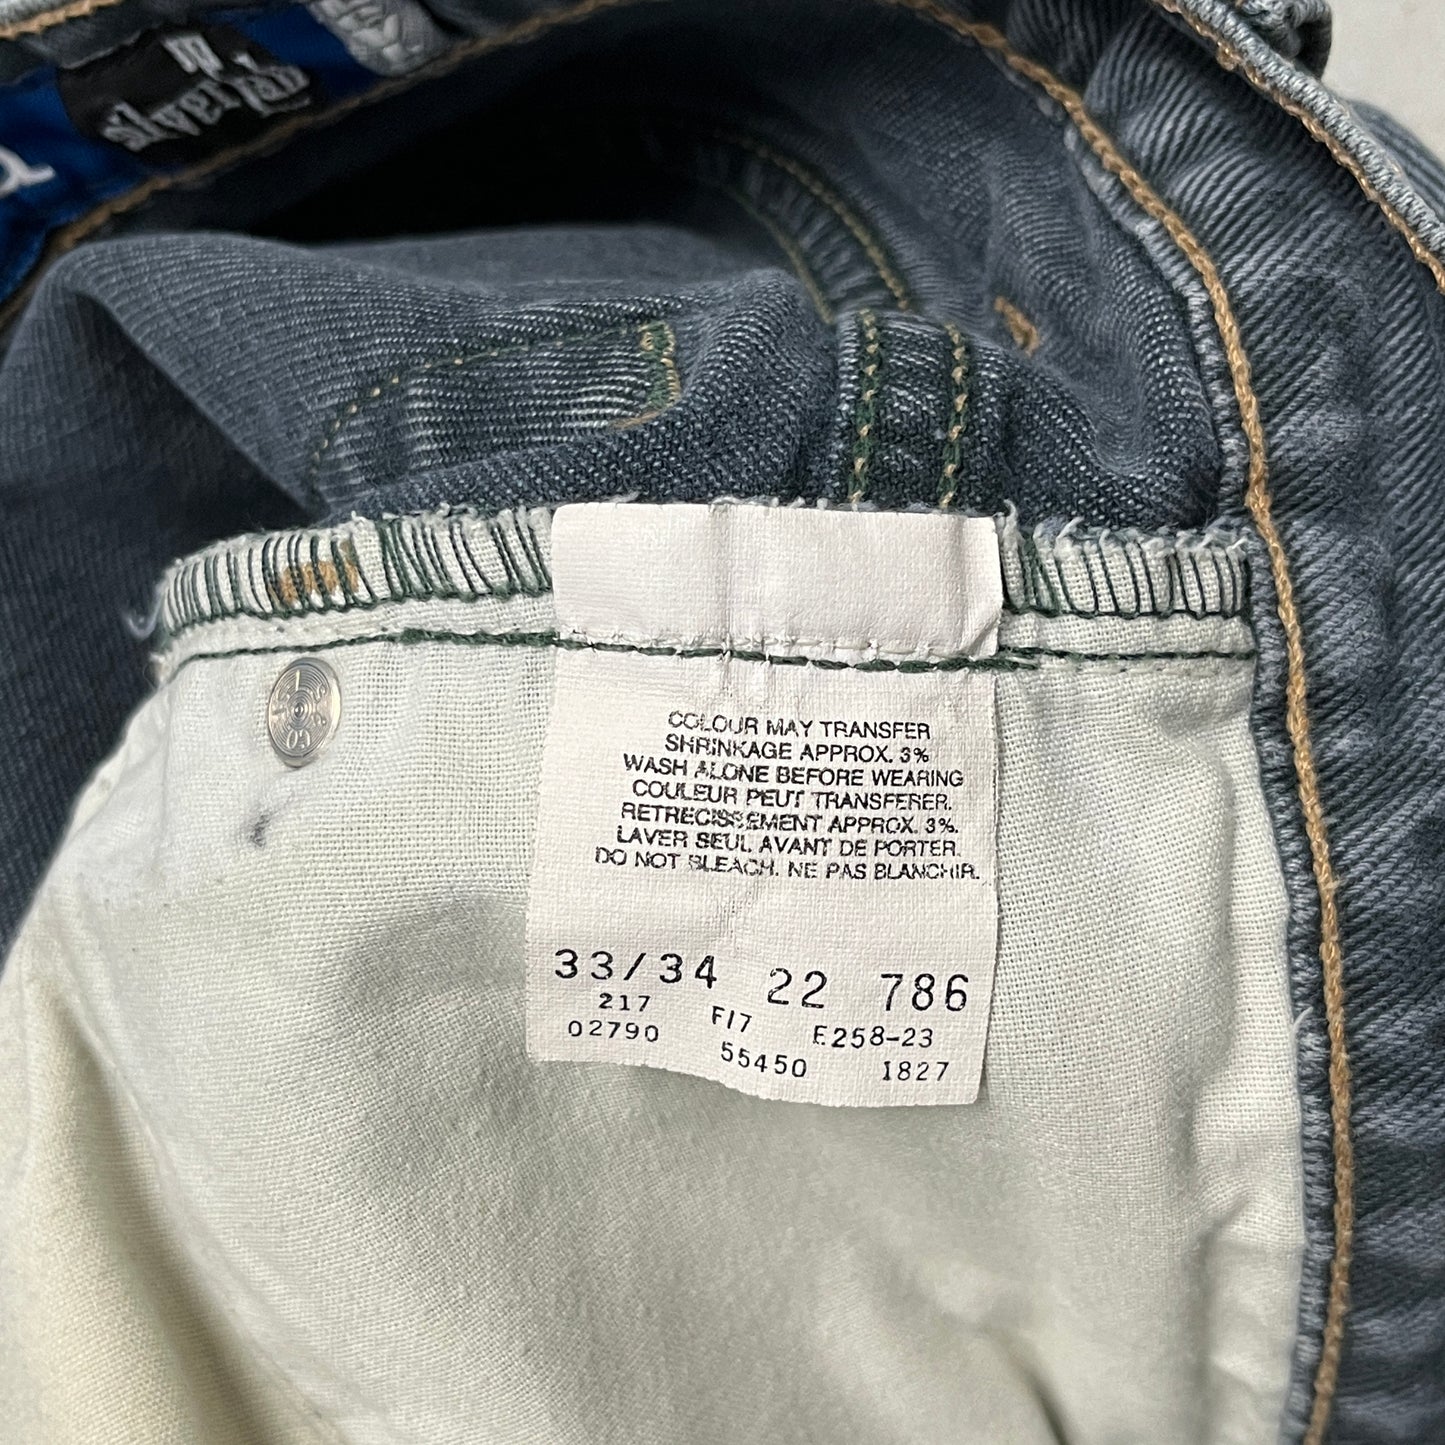 silverTab
COLOUR MAY TRANSFER
SHRINKAGE APPROX. 3%
WASH ALONE BEFORE WEARING
COULEUR PEUT TRANSFERER.
RETRECISSEMENT APPROX. 3%.
LAVER SEUL AVANT DE PORTER.
DO NOT BLEACH. NE PAS BLANCHIR.
33/34 22 786
217 F17 E258-23
02790 55450 1827